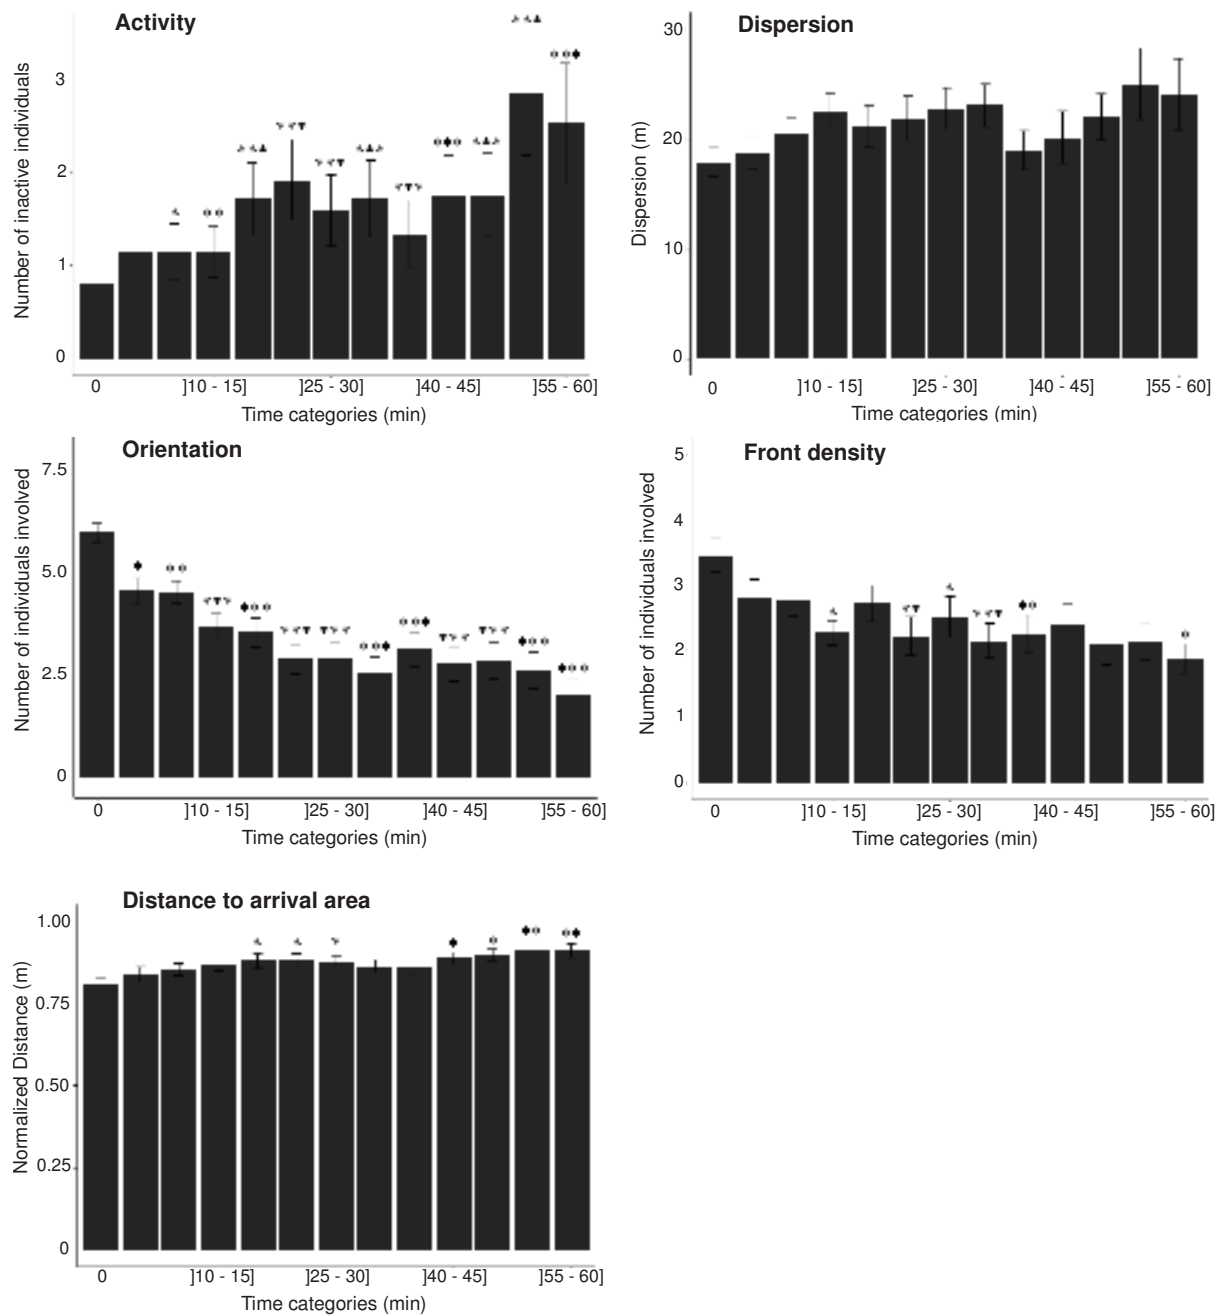 Activity
Number of inactive individuals
3
2
1
0
0 ]10 - 15] ]25 - 30] ]40 - 45] ]55 - 60]
Time categories (min)
Dispersion
Dispersion (m)
30
20
10
0
0 ]10 - 15] ]25 - 30] ]40 - 45] ]55 - 60]
Time categories (min)
Orientation
Number of individuals involved
7.5
5.0
2.5
0
0 ]10 - 15] ]25 - 30] ]40 - 45] ]55 - 60]
Time categories (min)
Front density
Number of individuals involved
5
4
3
2
1
0
0 ]10 - 15] ]25 - 30] ]40 - 45] ]55 - 60]
Time categories (min)
Distance to arrival area
Normalized Distance (m)
1.00
0.75
0.50
0.25
0
0 ]10 - 15] ]25 - 30] ]40 - 45] ]55 - 60]
Time categories (min)